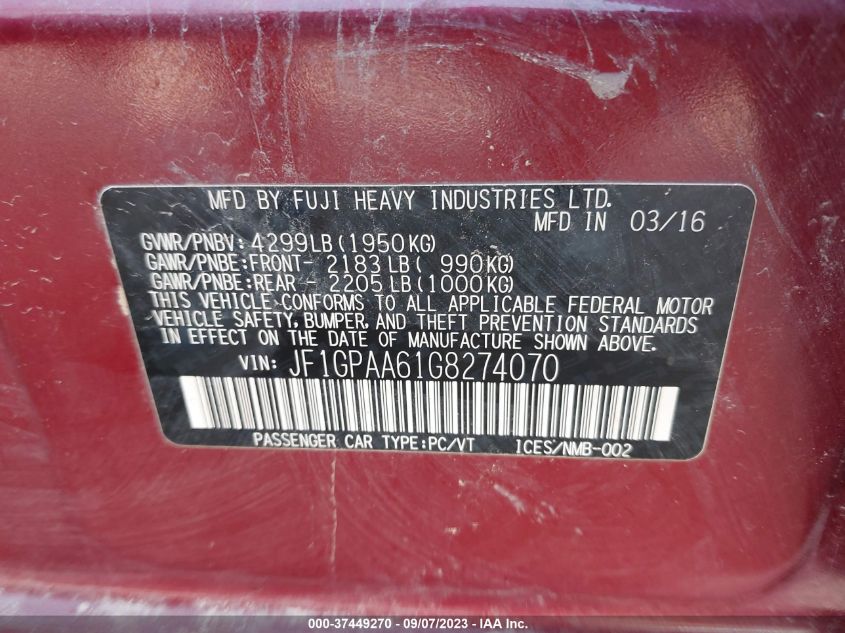 MFD BY FUJI HEAVY INDUSTRIES LTD.
MFD IN 03/16
GVWR/PNBV: 4299LB(1950KG)
GAWR/PNBE:FRONT- 2183LB( 990KG)
GAWR/PNBE:REAR - 2205LB(1000KG)
THIS VEHICLE CONFORMS TO ALL APPLICABLE FEDERAL MOTOR
VEHICLE SAFETY, BUMPER, AND THEFT PREVENTION STANDARDS
IN EFFECT ON THE DATE OF MANUFACTURE SHOWN ABOVE.
VIN: JF1GPAA61G8274070
PASSENGER CAR TYPE:PC/VT ICES/NMB-002
000-37449270 - 09/07/2023 - IAAI.com